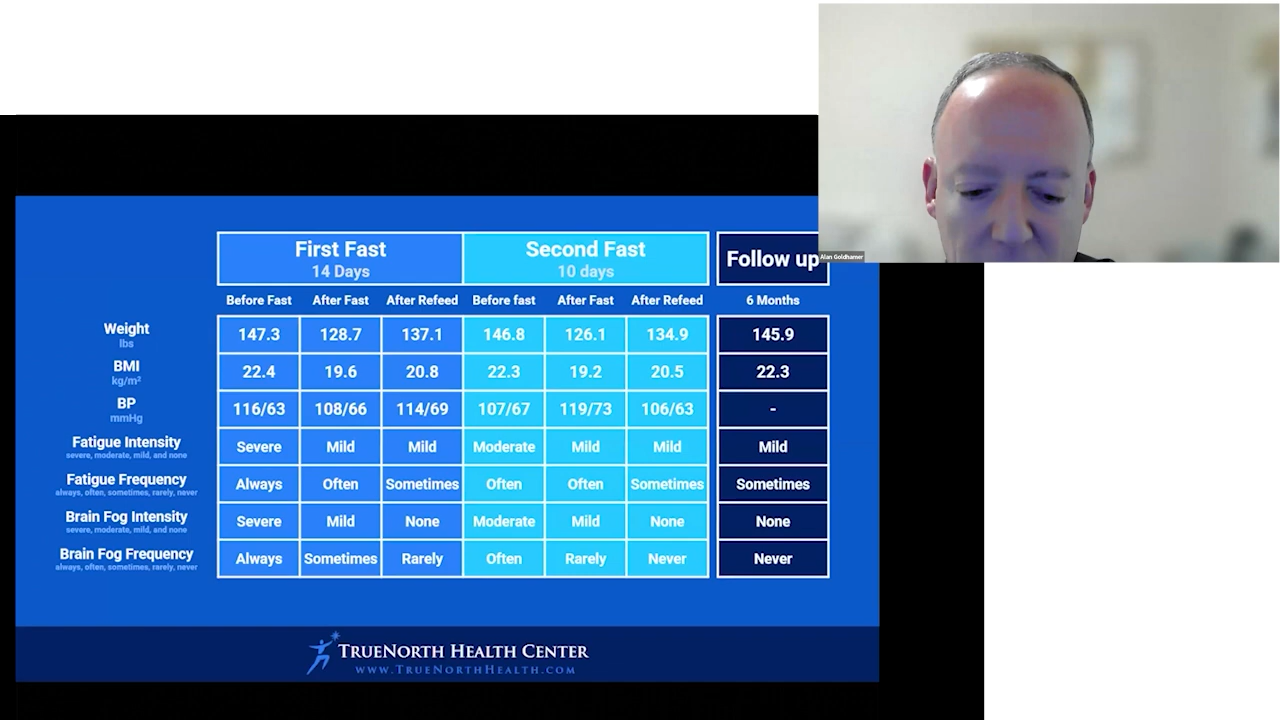 Alan Goldhamer
First Fast Second Fast Follow up
14 Days 10 days
Before Fast After Fast After Refeed Before fast After Fast After Refeed 6 Months
Weight 147.3 128.7 137.1 146.8 126.1 134.9 145.9
lbs
BMI 22.4 19.6 20.8 22.3 19.2 20.5 22.3
kg/m²
BP 116/63 108/66 114/69 107/67 119/73 106/63 -
mmHg
Fatigue Intensity Severe Mild Mild Moderate Mild Mild Mild
severe, moderate, mild, and none
Fatigue Frequency Always Often Sometimes Often Often Sometimes Sometimes
always, often, sometimes, rarely, never
Brain Fog Intensity Severe Mild None Moderate Mild None None
severe, moderate, mild, and none
Brain Fog Frequency Always Sometimes Rarely Often Rarely Never Never
always, often, sometimes, rarely, never
TrueNorth Health Center
www.TrueNorthHealth.com